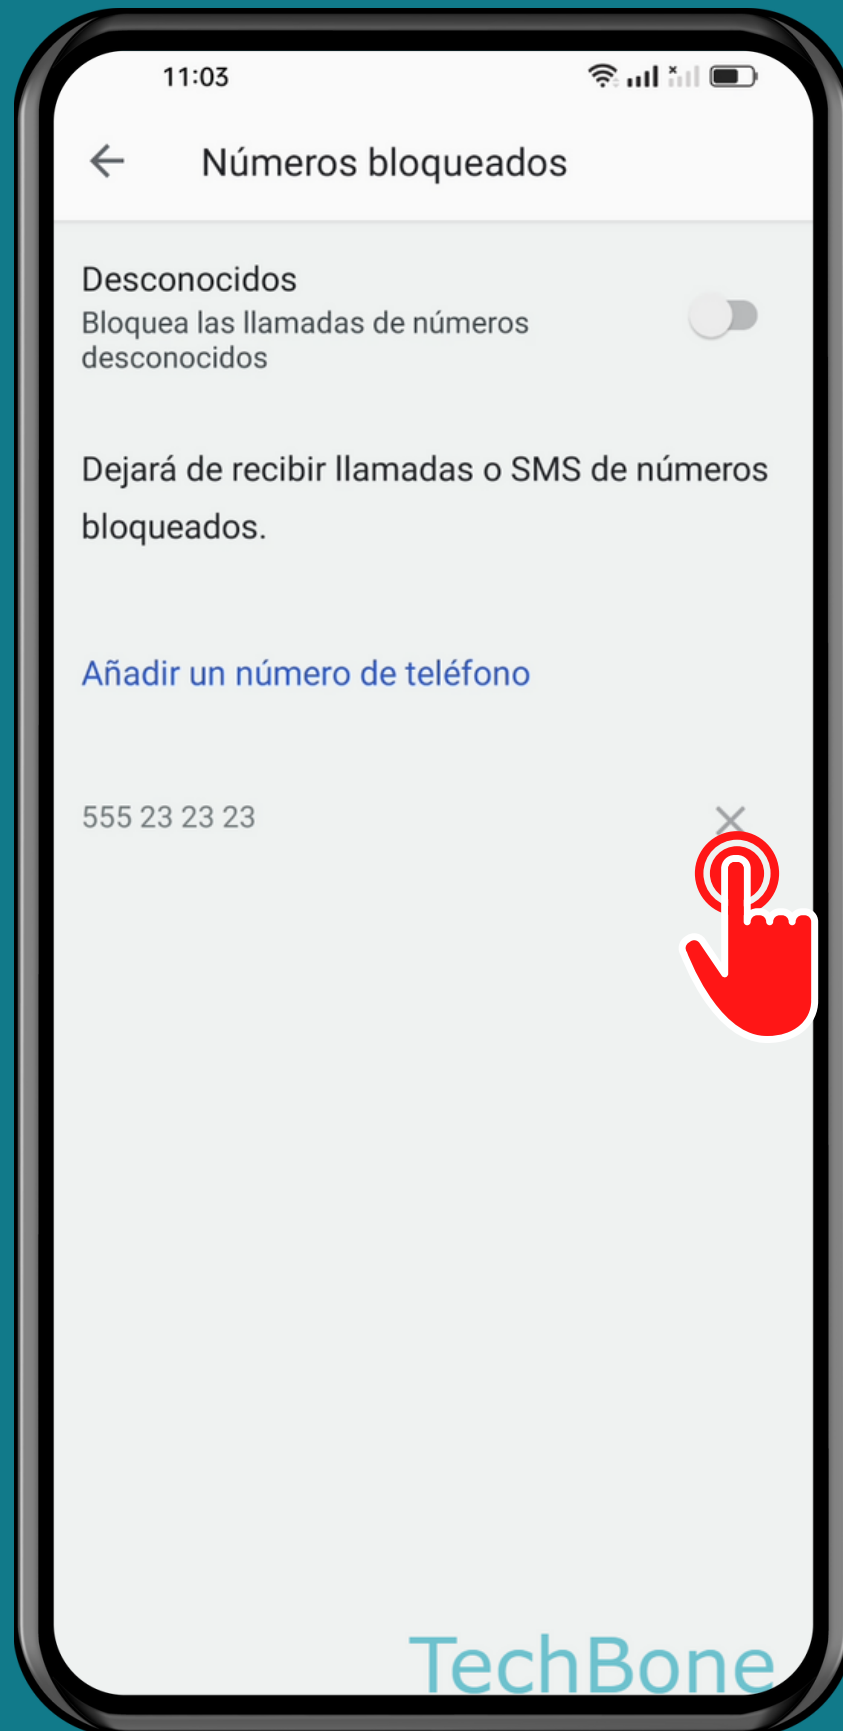 11:03
Números bloqueados
Desconocidos
Bloquea las llamadas de números
desconocidos
Dejará de recibir llamadas o SMS de números
bloqueados.
Añadir un número de teléfono
555 23 23 23
TechBone